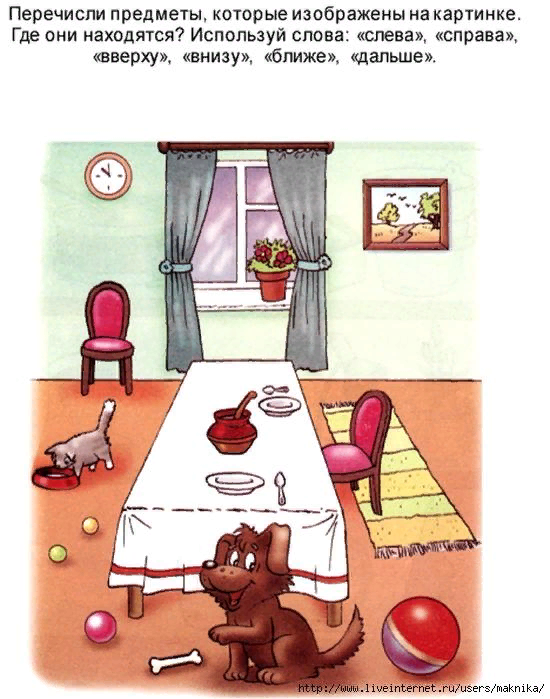 Перечисли предметы, которые изображены на картинке.
Где они находятся? Используй слова: «слева», «справа»,
«вверху», «внизу», «ближе», «дальше».
http://www.liveinternet.ru/users/maknika/